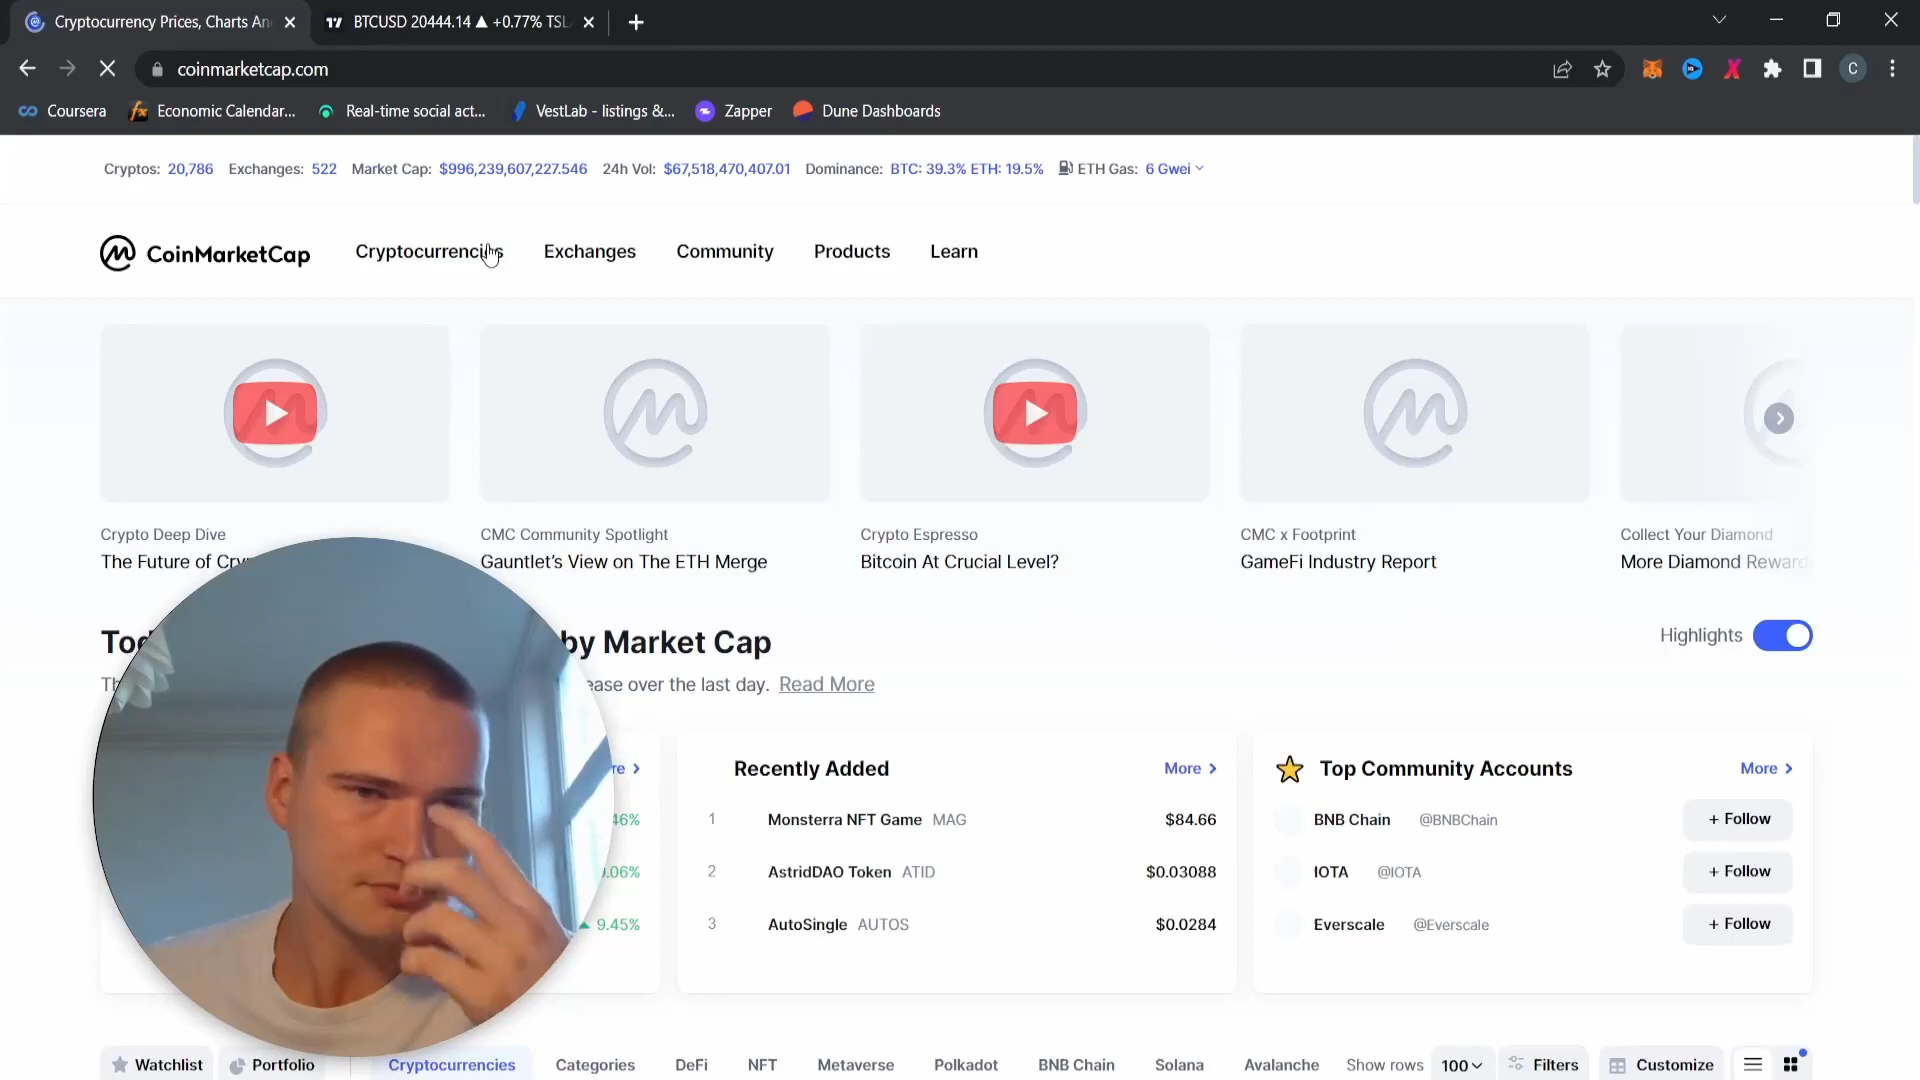 Cryptocurrency Prices, Charts An
BTCUSD 20444.14 ▲ +0.77% TSL
coinmarketcap.com
C
Coursera
Economic Calendar...
Real-time social act...
VestLab - listings &...
Zapper
Dune Dashboards
Cryptos: 20,786 Exchanges: 522 Market Cap: $996,239,607,227.546 24h Vol: $67,518,470,407.01 Dominance: BTC: 39.3% ETH: 19.5% ETH Gas: 6 Gwei
CoinMarketCap
Cryptocurrencies
Exchanges
Community
Products
Learn
Crypto Deep Dive
The Future of Cry
CMC Community Spotlight
Gauntlet's View on The ETH Merge
Crypto Espresso
Bitcoin At Crucial Level?
CMC x Footprint
GameFi Industry Report
Collect Your Diamond
More Diamond Reward
Tod by Market Cap
Highlights
Th ease over the last day. Read More
re >
46%
9.06%
▲ 9.45%
Recently Added
More >
1 Monsterra NFT Game MAG $84.66
2 AstridDAO Token ATID $0.03088
3 AutoSingle AUTOS $0.0284
Top Community Accounts
More >
BNB Chain @BNBChain + Follow
IOTA @IOTA + Follow
Everscale @Everscale + Follow
Watchlist
Portfolio
Cryptocurrencies
Categories
DeFi
NFT
Metaverse
Polkadot
BNB Chain
Solana
Avalanche
Show rows
100
Filters
Customize